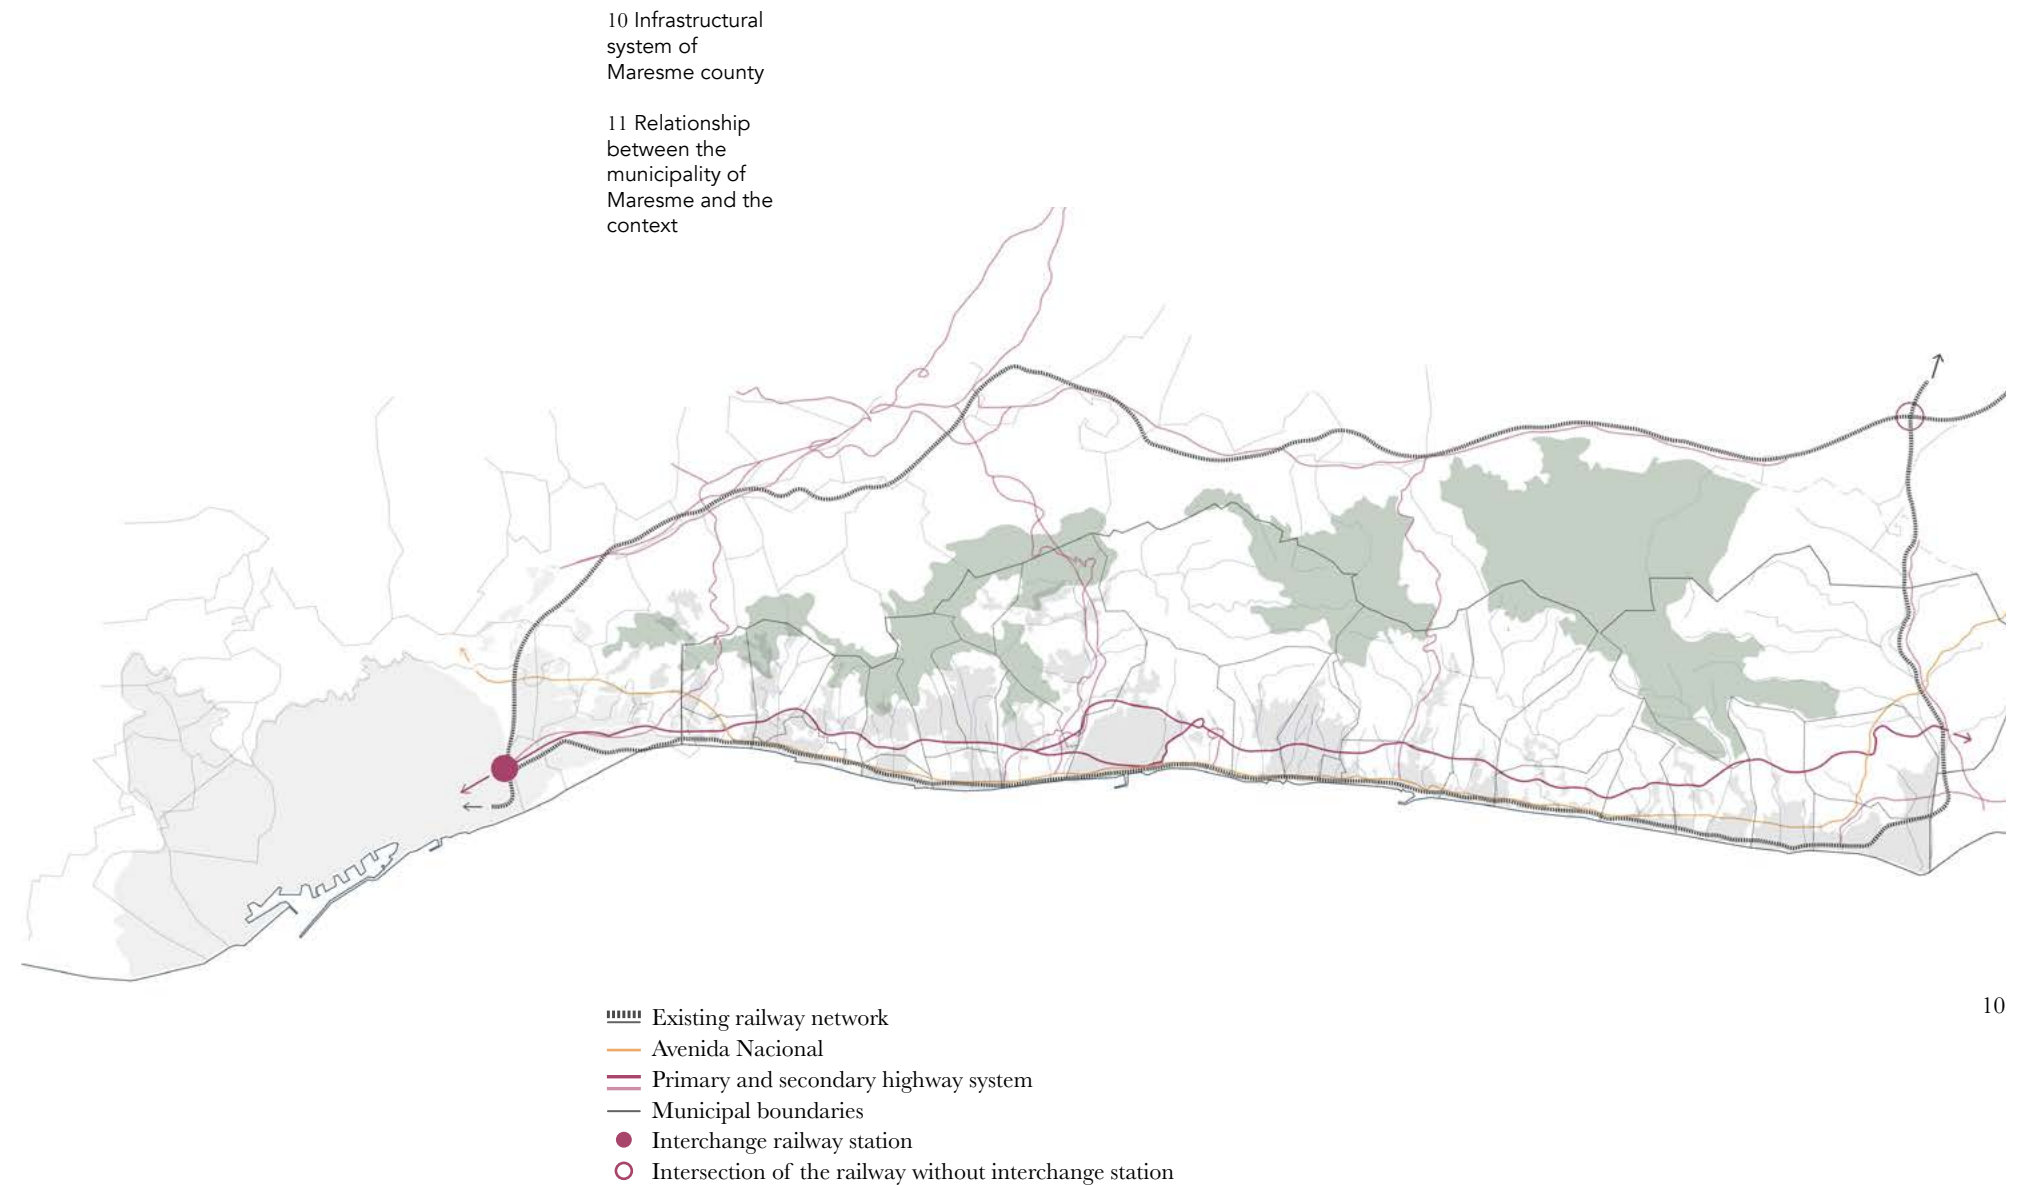 10 Infrastructural
system of
Maresme county
11 Relationship
between the
municipality of
Maresme and the
context
10
Existing railway network
Avenida Nacional
Primary and secondary highway system
Municipal boundaries
Interchange railway station
Intersection of the railway without interchange station